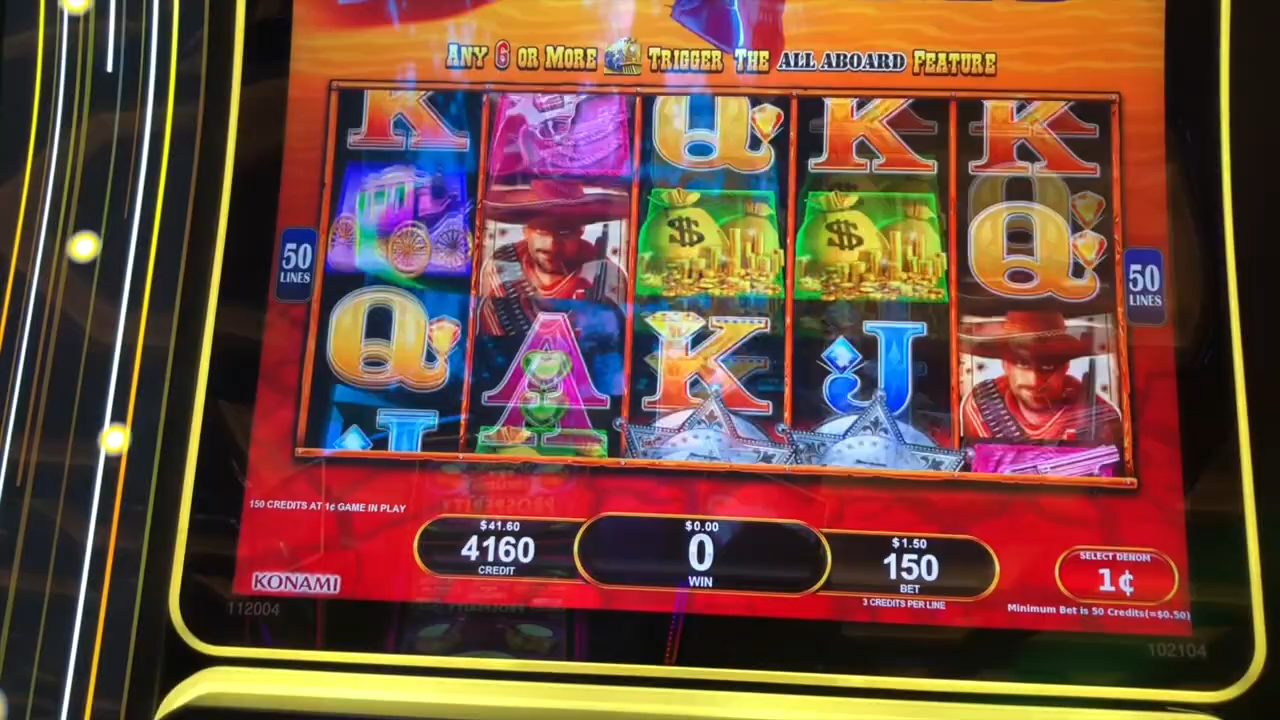 ANY 6 OR MORE TRIGGER THE ALL ABOARD FEATURE
K Q K K
$ $ Q
50 LINES
50 LINES
Q A K J
J
150 CREDITS AT 1¢ GAME IN PLAY
$41.60
4160
CREDIT
$0.00
0
WIN
$1.50
150
BET
3 CREDITS PER LINE
SELECT DENOM
1¢
Minimum Bet is 50 Credits(=$0.50)
KONAMI
112004
102104
PROSPERITY